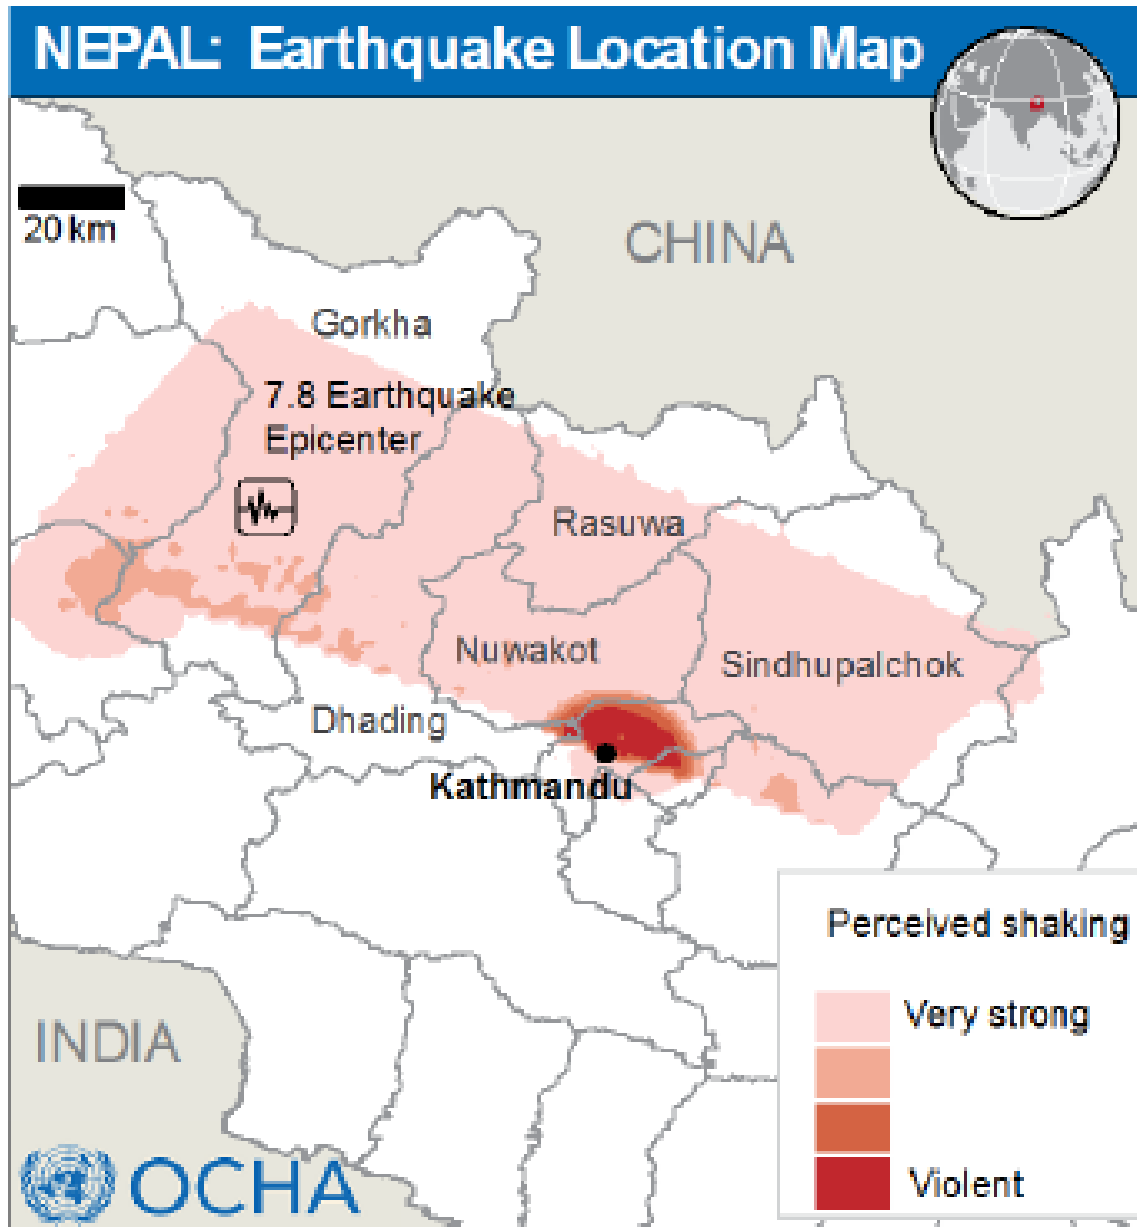 NEPAL: Earthquake Location Map
20 km
CHINA
Gorkha
7.8 Earthquake
Epicenter
Rasuwa
Nuwakot
Sindhupalchok
Dhading
Kathmandu
Perceived shaking
Very strong
Violent
INDIA
OCHA